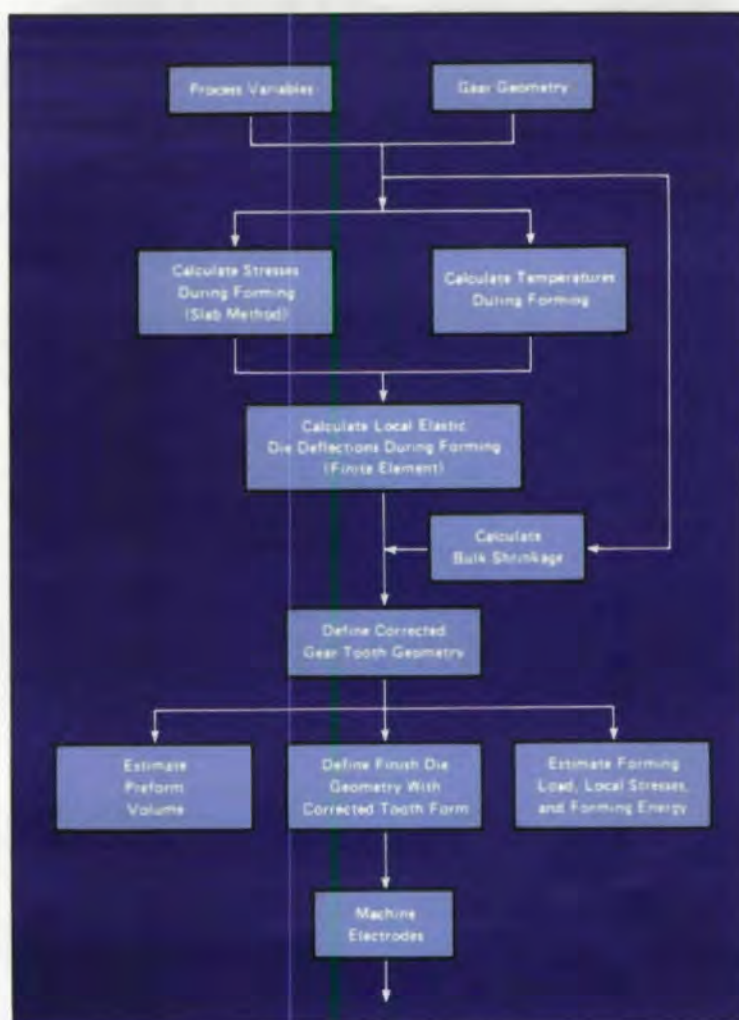 Process Variables
Gear Geometry
Calculate Stresses
During Forming
(Slab Method)
Calculate Temperatures
During Forming
Calculate Local Elastic
Die Deflections During Forming
(Finite Element)
Calculate
Bulk Shrinkage
Define Corrected
Gear Tooth Geometry
Estimate
Preform
Volume
Define Finish Die
Geometry With
Corrected Tooth Form
Estimate Forming
Load, Local Stresses,
and Forming Energy
Machine
Electrodes